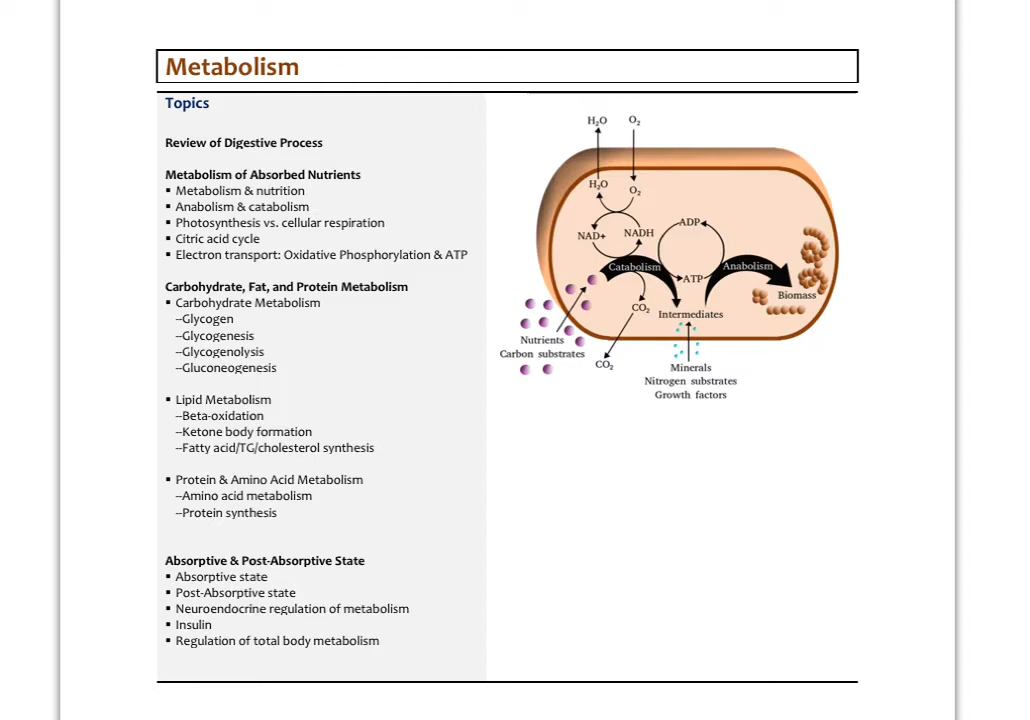 Metabolism
Topics
Review of Digestive Process
Metabolism of Absorbed Nutrients
▪ Metabolism & nutrition
▪ Anabolism & catabolism
▪ Photosynthesis vs. cellular respiration
▪ Citric acid cycle
▪ Electron transport: Oxidative Phosphorylation & ATP
Carbohydrate, Fat, and Protein Metabolism
▪ Carbohydrate Metabolism
--Glycogen
--Glycogenesis
--Glycogenolysis
--Gluconeogenesis
▪ Lipid Metabolism
--Beta-oxidation
--Ketone body formation
--Fatty acid/TG/cholesterol synthesis
▪ Protein & Amino Acid Metabolism
--Amino acid metabolism
--Protein synthesis
Absorptive & Post-Absorptive State
▪ Absorptive state
▪ Post-Absorptive state
▪ Neuroendocrine regulation of metabolism
▪ Insulin
▪ Regulation of total body metabolism
H₂O O₂
H₂O O₂
NAD+ NADH ADP
Catabolism ATP Anabolism
Biomass
CO₂ Intermediates
Nutrients
Carbon substrates
CO₂
Minerals
Nitrogen substrates
Growth factors